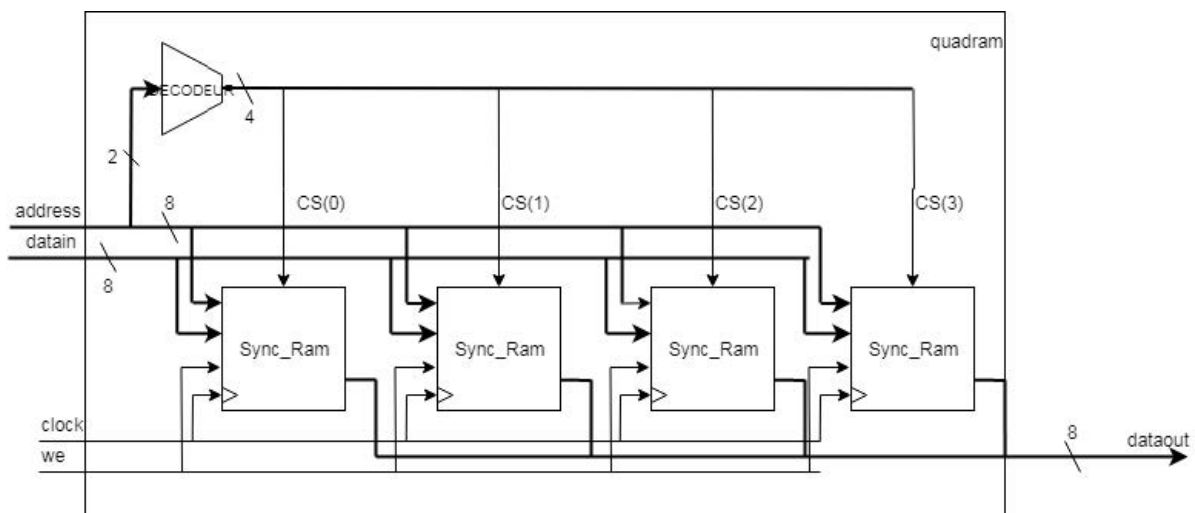 quadram
DECODEUR
4
2
8
CS(0)
CS(1)
CS(2)
CS(3)
address
datain
8
Sync_Ram
Sync_Ram
Sync_Ram
Sync_Ram
clock
we
8
dataout